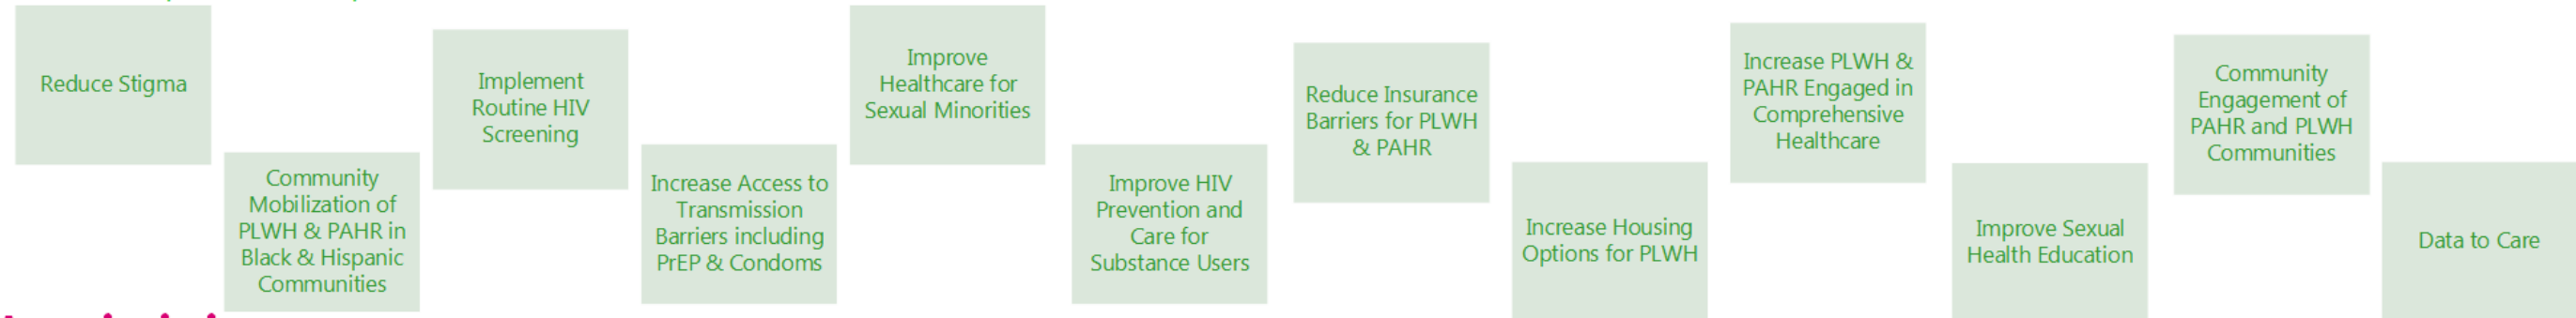 Reduce Stigma
Community
Mobilization of
PLWH & PAHR in
Black & Hispanic
Communities
Implement
Routine HIV
Screening
Increase Access to
Transmission
Barriers including
PrEP & Condoms
Improve
Healthcare for
Sexual Minorities
Improve HIV
Prevention and
Care for
Substance Users
Reduce Insurance
Barriers for PLWH
& PAHR
Increase Housing
Options for PLWH
Increase PLWH &
PAHR Engaged in
Comprehensive
Healthcare
Improve Sexual
Health Education
Community
Engagement of
PAHR and PLWH
Communities
Data to Care